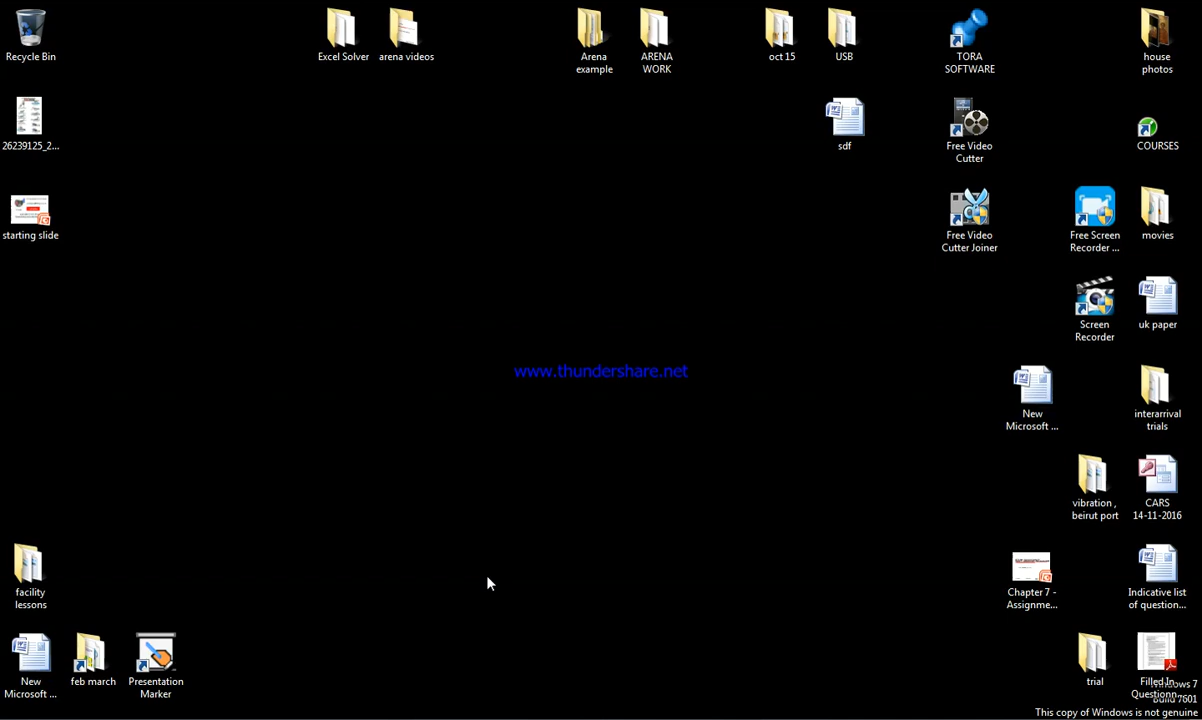 Recycle Bin
Excel Solver
arena videos
Arena
example
ARENA
WORK
oct 15
USB
TORA
SOFTWARE
house
photos
26239125_2...
sdf
Free Video
Cutter
COURSES
starting slide
Free Video
Cutter Joiner
Free Screen
Recorder ...
movies
Screen
Recorder
uk paper
www.thundershare.net
New
Microsoft ...
interarrival
trials
vibration ,
beirut port
CARS
14-11-2016
facility
lessons
Chapter 7 -
Assignme...
Indicative list
of question...
New
Microsoft ...
feb march
Presentation
Marker
trial
Filled In
Questionn...
Windows 7
Build 7601
This copy of Windows is not genuine